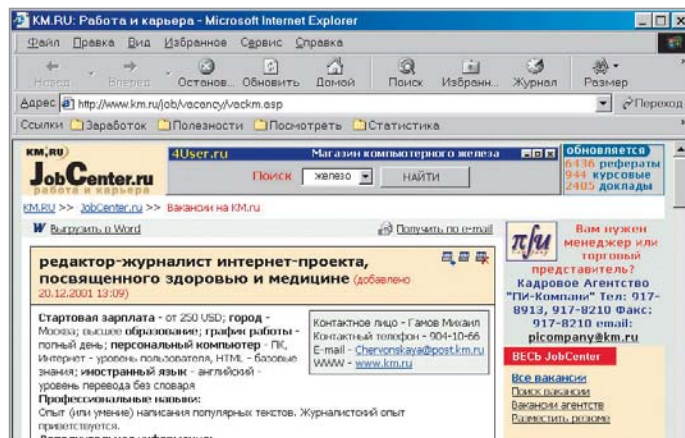 KM.RU: Работа и карьера - Microsoft Internet Explorer
Файл Правка Вид Избранное Сервис Справка
Назад Вперед Останов... Обновить Домой Поиск Избранн... Журнал Размер
Адрес http://www.km.ru/job/vacancy/vackm.asp Переход
Ссылки Заработок Полезности Посмотреть Статистика
KM.RU
JobCenter.ru
работа и карьера
4User.ru Магазин компьютерного железа
Поиск железо НАЙТИ
обновляется
6436 рефераты
944 курсовые
2405 доклады
KM.RU >> JobCenter.ru >> Вакансии на KM.ru
W Выгрузить в Word Получить по e-mail
редактор-журналист интернет-проекта,
посвященного здоровью и медицине (добавлено
20.12.2001 13:09)
Стартовая зарплата - от 250 USD; город -
Москва; высшее образование; график работы -
полный день; персональный компьютер - ПК,
Интернет - уровень пользователя, HTML - базовые
знания; иностранный язык - английский -
уровень перевода без словаря
Профессиональные навыки:
Опыт (или умение) написания популярных текстов. Журналистский опыт
приветствуется.
Дополнительная информация:
Контактное лицо - Ганов Михаил
Контактный телефон - 904-10-66
E-mail - Chervonskaya@post.km.ru
WWW - www.km.ru
пКи
Company
Вам нужен
менеджер или
торговый
представитель?
Кадровое Агентство
"ПИ-Компани" Тел: 917-
8913, 917-8210 Факс:
917-8210 email:
picompany@km.ru
ВЕСЬ JobCenter
Все вакансии
Поиск вакансии
Вакансии агентств
Разместить резюме